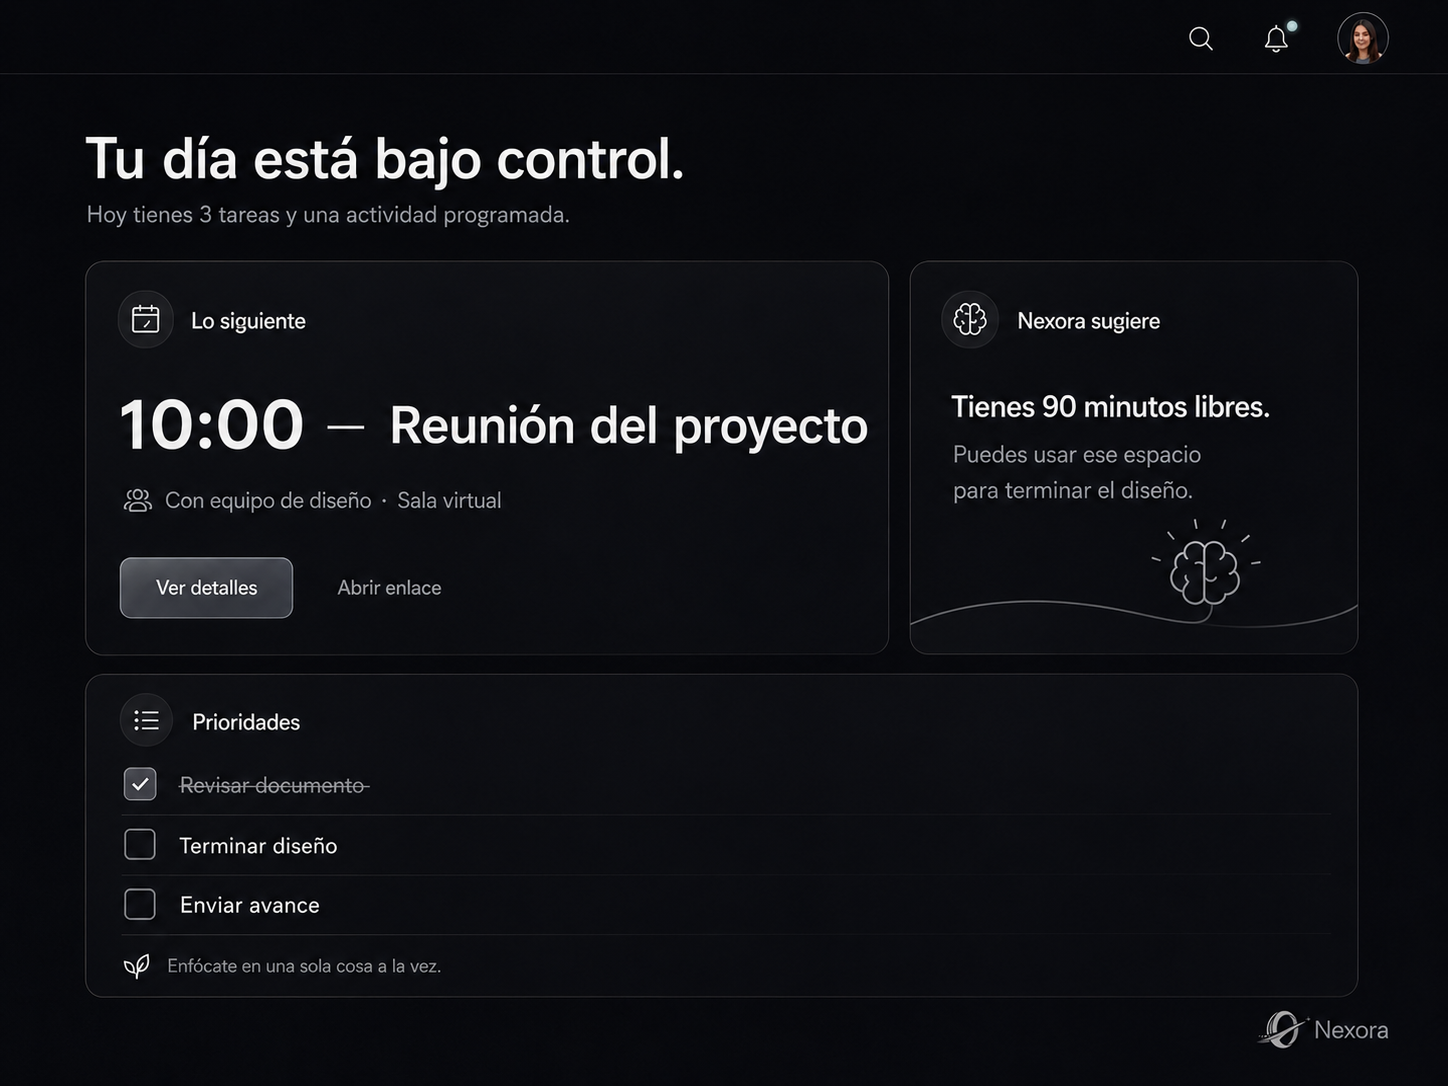 Tu día está bajo control.
Hoy tienes 3 tareas y una actividad programada.
Lo siguiente
10:00 — Reunión del proyecto
Con equipo de diseño · Sala virtual
Ver detalles
Abrir enlace
Nexora sugiere
Tienes 90 minutos libres.
Puedes usar ese espacio
para terminar el diseño.
Prioridades
Revisar documento
Terminar diseño
Enviar avance
Enfócate en una sola cosa a la vez.
Nexora